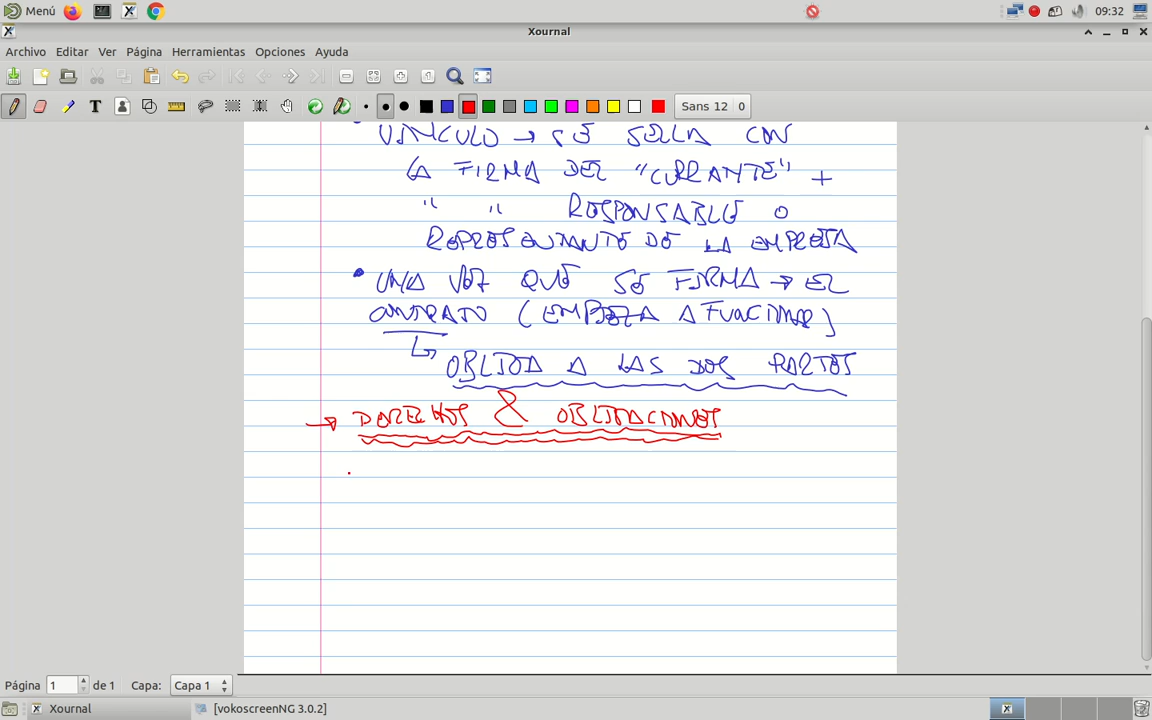 Menú 09:32
Xournal
Archivo Editar Ver Página Herramientas Opciones Ayuda
Sans 12 0
VINCULO → SE SELLA CON
LA FIRMA DEL "CURRANTE" +
" " RESPONSABLE O
REPRESENTANTE DE LA EMPRESA
• UNA VEZ QUE SE FIRMA → EL
CONTRATO (EMPIEZA A FUNCIONAR)
↳ OBLIGA A LAS DOS PARTES
→ DERECHOS & OBLIGACIONES
Página 1 de 1 Capa: Capa 1
Xournal [vokoscreenNG 3.0.2]